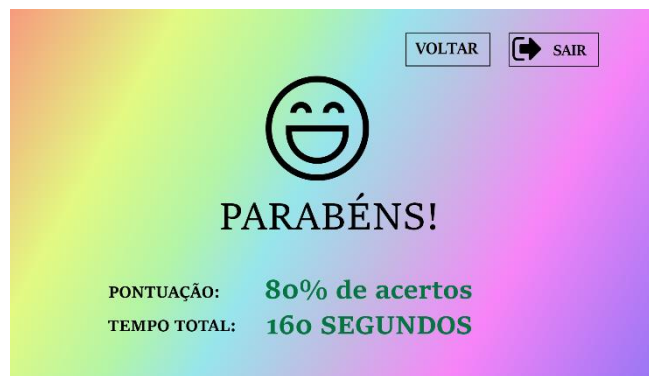 VOLTAR SAIR
PARABÉNS!
PONTUAÇÃO: 80% de acertos
TEMPO TOTAL: 160 SEGUNDOS